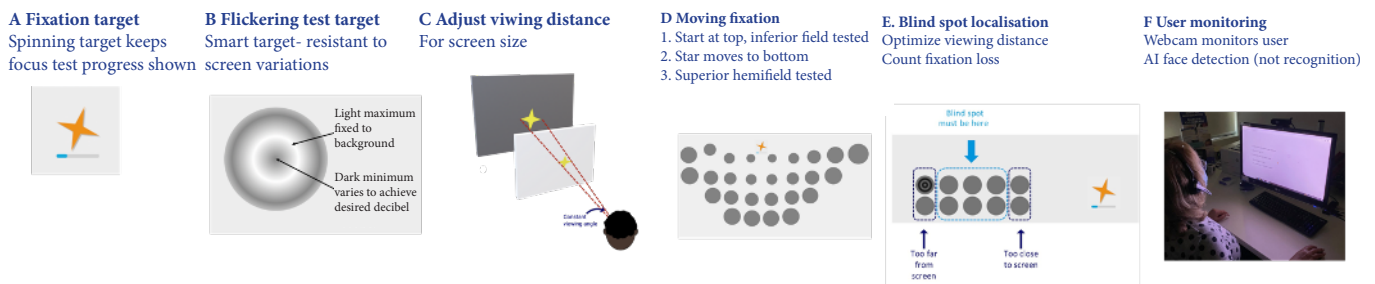 A Fixation target
Spinning target keeps
focus test progress shown
B Flickering test target
Smart target- resistant to
screen variations
Light maximum
fixed to
background
Dark minimum
varies to achieve
desired decibel
C Adjust viwing distance
For screen size
Constant
viewing angle
D Moving fixation
1. Start at top, inferior field tested
2. Star moves to bottom
3. Superior hemifield tested
E. Blind spot localisation
Optimize viewing distance
Count fixation loss
Blind spot
must be here
Too far
from
screen
Too close
to screen
F User monitoring
Webcam monitors user
AI face detection (not recognition)